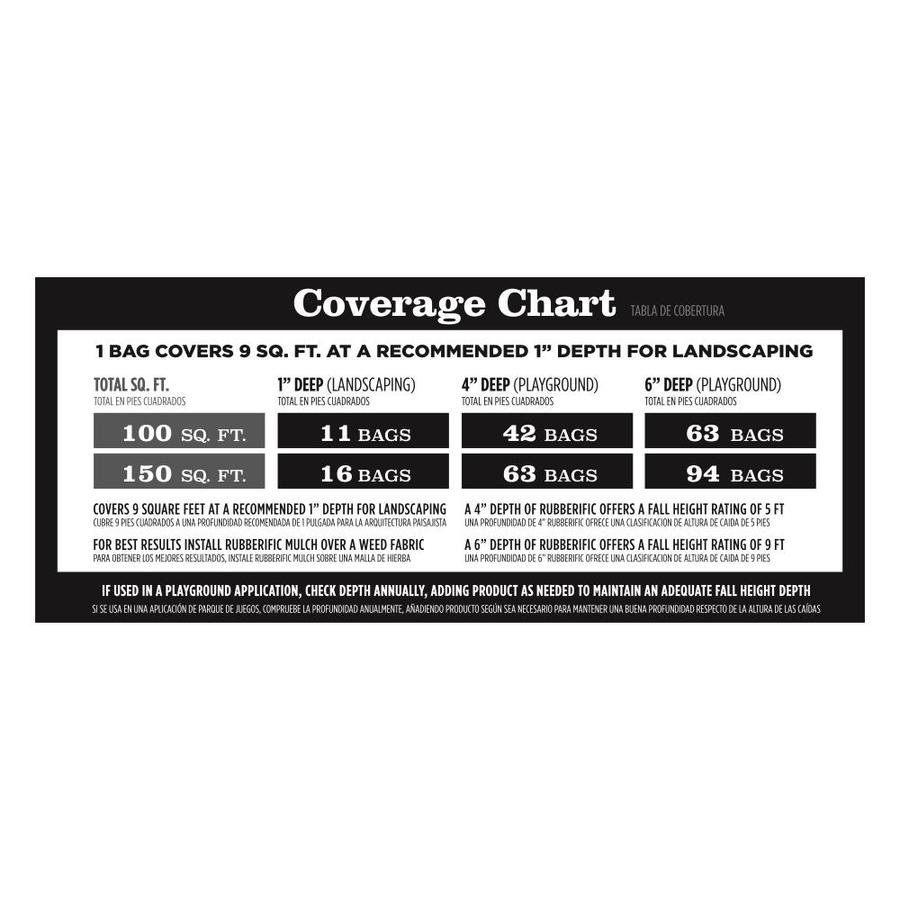 Coverage Chart TABLA DE COBERTURA
1 BAG COVERS 9 SQ. FT. AT A RECOMMENDED 1” DEPTH FOR LANDSCAPING
TOTAL SQ. FT. 1” DEEP (LANDSCAPING) 4” DEEP (PLAYGROUND) 6” DEEP (PLAYGROUND)
TOTAL EN PIES CUADRADOS TOTAL EN PIES CUADRADOS TOTAL EN PIES CUADRADOS TOTAL EN PIES CUADRADOS
100 SQ. FT. 11 BAGS 42 BAGS 63 BAGS
150 SQ. FT. 16 BAGS 63 BAGS 94 BAGS
COVERS 9 SQUARE FEET AT A RECOMMENDED 1” DEPTH FOR LANDSCAPING
CUBRE 9 PIES CUADRADOS A UNA PROFUNDIDAD RECOMENDADA DE 1 PULGADA PARA LA ARQUITECTURA PAISAJISTA
FOR BEST RESULTS INSTALL RUBBERIFIC MULCH OVER A WEED FABRIC
PARA OBTENER LOS MEJORES RESULTADOS, INSTALE RUBBERIFIC MULCH SOBRE UNA MALLA DE HIERBA
A 4” DEPTH OF RUBBERIFIC OFFERS A FALL HEIGHT RATING OF 5 FT
UNA PROFUNDIDAD DE 4” RUBBERIFIC OFRECE UNA CLASIFICACION DE ALTURA DE CAIDA DE 5 PIES
A 6” DEPTH OF RUBBERIFIC OFFERS A FALL HEIGHT RATING OF 9 FT
UNA PROFUNDIDAD DE 6” RUBBERIFIC OFRECE UNA CLASIFICACION DE ALTURA DE CAIDA DE 9 PIES
IF USED IN A PLAYGROUND APPLICATION, CHECK DEPTH ANNUALLY, ADDING PRODUCT AS NEEDED TO MAINTAIN AN ADEQUATE FALL HEIGHT DEPTH
SI SE USA EN UNA APLICACIÓN DE PARQUE DE JUEGOS, COMPRUEBE LA PROFUNDIDAD ANUALMENTE, AÑADIENDO PRODUCTO SEGÚN SEA NECESARIO PARA MANTENER UNA BUENA PROFUNDIDAD RESPECTO DE LA ALTURA DE LAS CAÍDAS